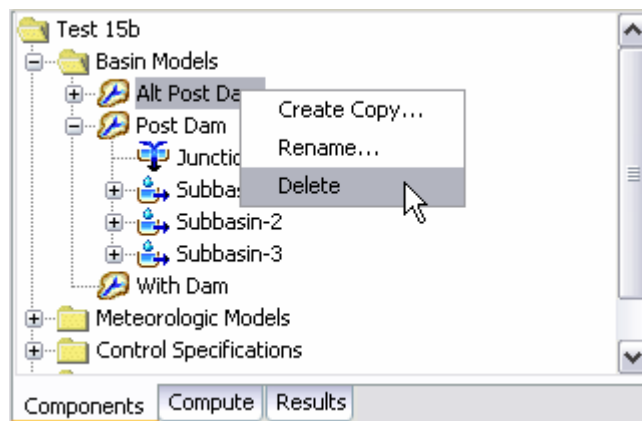 Test 15b
Basin Models
Alt Post Da
Create Copy...
Post Dam
Rename...
Junctio
Subbas
Delete
Subbasin-2
Subbasin-3
With Dam
Meteorologic Models
Control Specifications
Components Compute Results